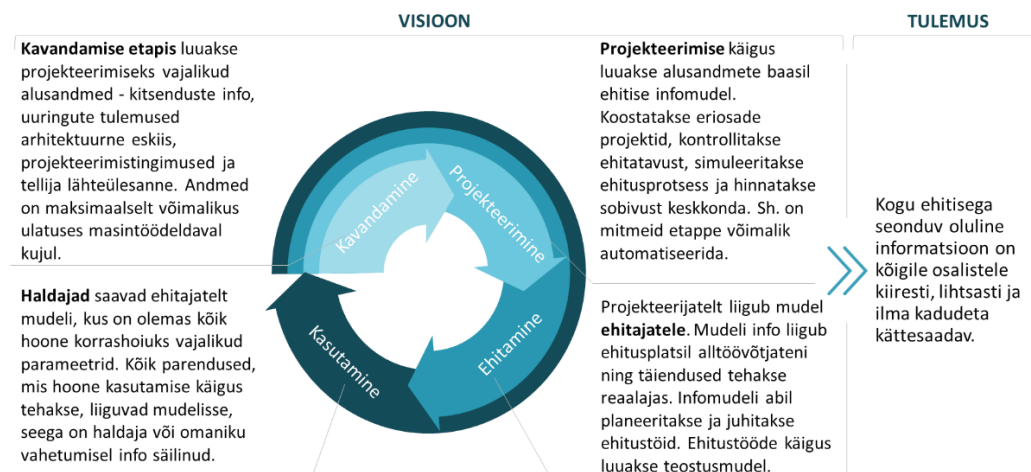 VISIOON
TULEMUS
Kavandamise etapis luuakse
projekteerimiseks vajalikud
alusandmed - kitsenduste info,
uuringute tulemused
arhitektuurne eskiis,
projekteerimistingimused ja
tellija lähteülesanne. Andmed
on maksimaalselt võimalikus
ulatuses masintöödeldaval
kujul.
Projekteerimise käigus
luuakse alusandmete baasil
ehitise infomudel.
Koostatakse eriosade
projektid, kontrollitakse
ehitatavust, simuleeritakse
ehitusprotsess ja hinnatakse
sobivust keskkonda. Sh. on
mitmeid etappe võimalik
automatiseerida.
Kavandamine
Projekteerimine
Ehitamine
Kasutamine
Haldajad saavad ehitajatelt
mudeli, kus on olemas kõik
hoone korrashoiuks vajalikud
parameetrid. Kõik parendused,
mis hoone kasutamise käigus
tehakse, liiguvad mudelisse,
seega on haldaja või omaniku
vahetumisel info säilinud.
Projekteerijatelt liigub mudel
ehitajatele. Mudeli info liigub
ehitusplatsil alltöövõtjateni
ning täiendused tehakse
reaalajas. Infomudeli abil
planeeritakse ja juhitakse
ehitustöid. Ehitustööde käigus
luuakse teostusmudel.
Kogu ehitisega
seonduv oluline
informatsioon on
kõigile osalistele
kiiresti, lihtsasti ja
ilma kadudeta
kättesaadav.